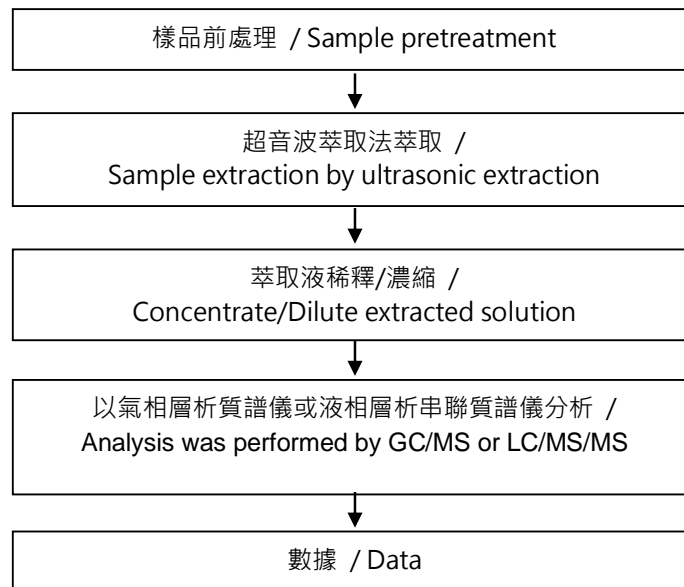 樣品前處理 / Sample pretreatment
超音波萃取法萃取 /
Sample extraction by ultrasonic extraction
萃取液稀釋/濃縮 /
Concentrate/Dilute extracted solution
以氣相層析質譜儀或液相層析串聯質譜儀分析 /
Analysis was performed by GC/MS or LC/MS/MS
數據 / Data